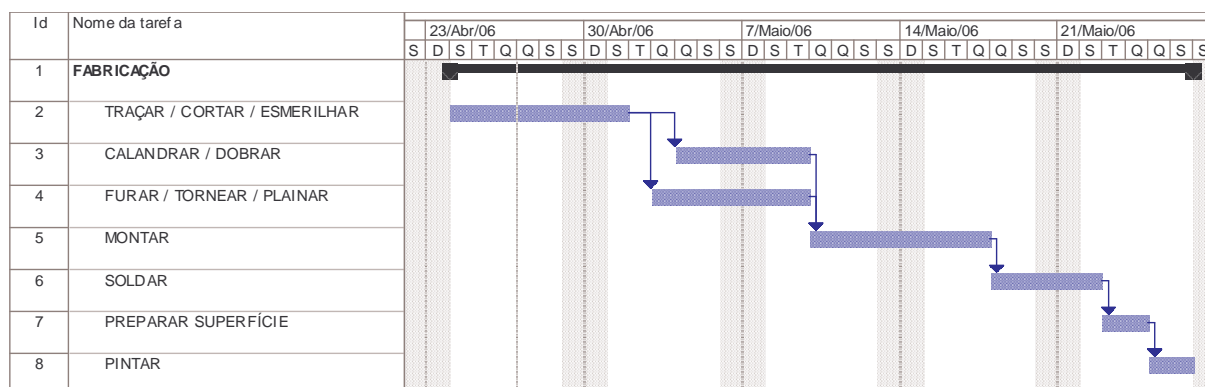 Id Nome da tarefa 23/Abr/06 30/Abr/06 7/Maio/06 14/Maio/06 21/Maio/06
S D S T Q Q S S D S T Q Q S S D S T Q Q S S D S T Q Q S S D S T Q Q S S
1 FABRICAÇÃO
2 TRAÇAR / CORTAR / ESMERILHAR
3 CALANDRAR / DOBRAR
4 FURAR / TORNEAR / PLAINAR
5 MONTAR
6 SOLDAR
7 PREPARAR SUPERFÍCIE
8 PINTAR